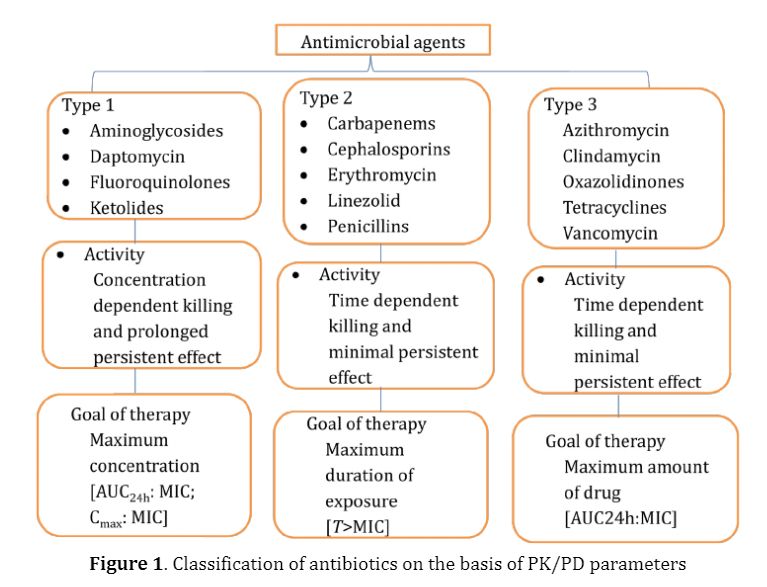 Antimicrobial agents
Type 1
• Aminoglycosides
• Daptomycin
• Fluoroquinolones
• Ketolides
• Activity
Concentration
dependent killing
and prolonged
persistent effect
Goal of therapy
Maximum
concentration
[AUC24h: MIC;
Cmax: MIC]
Type 2
• Carbapenems
• Cephalosporins
• Erythromycin
• Linezolid
• Penicillins
• Activity
Time dependent
killing and
minimal persistent
effect
Goal of therapy
Maximum
duration of
exposure
[T>MIC]
Type 3
Azithromycin
Clindamycin
Oxazolidinones
Tetracyclines
Vancomycin
• Activity
Time dependent
killing and
minimal
persistent effect
Goal of therapy
Maximum amount
of drug
[AUC24h:MIC]
Figure 1. Classification of antibiotics on the basis of PK/PD parameters